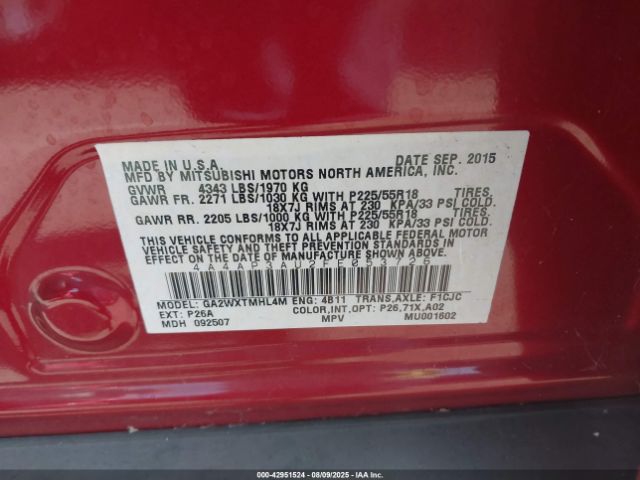 MADE IN U.S.A. DATE SEP. 2015
MFD BY MITSUBISHI MOTORS NORTH AMERICA, INC.
GVWR 4343 LBS/1970 KG
GAWR FR. 2271 LBS/1030 KG WITH P225/55R18 TIRES,
18X7J RIMS AT 230 KPA/33 PSI COLD.
GAWR RR. 2205 LBS/1000 KG WITH P225/55R18 TIRES,
18X7J RIMS AT 230 KPA/33 PSI COLD.
THIS VEHICLE CONFORMS TO ALL APPLICABLE FEDERAL MOTOR
VEHICLE SAFETY AND THEFT PREVENTION STANDARDS IN
EFFECT ON THE DATE OF MANUFACTURE SHOWN ABOVE.
4A4AP3AU2FE053726
MODEL: GA2WXTMHL4M ENG: 4B11 TRANS,AXLE: F1CJC
EXT: P26A COLOR,INT,OPT: P26,71X,A02
MDH 092507 MPV MU001602
000-42951524 | 08/09/2025 | IAAI.COM